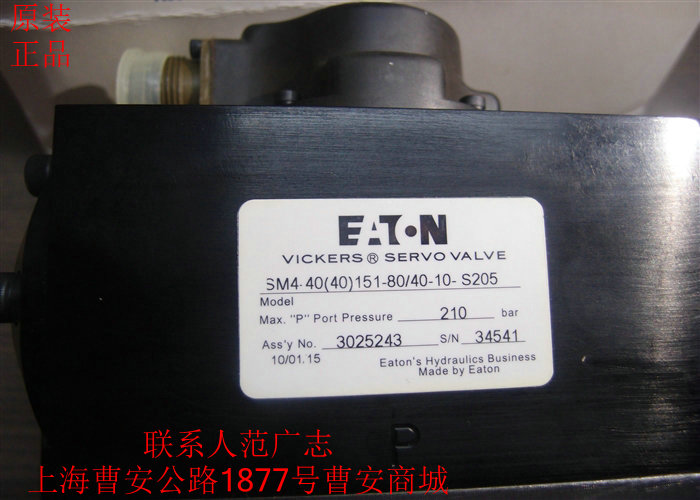 原装
正品
EATON
VICKERS® SERVO VALVE
SM4-40(40)151-80/40-10- S205
Model
Max. "P" Port Pressure 210 bar
Ass'y No. 3025243 S/N 34541
10/01.15 Eaton's Hydraulics Business
Made by Eaton
P
联系人范广志
上海曹安公路1877号曹安商城